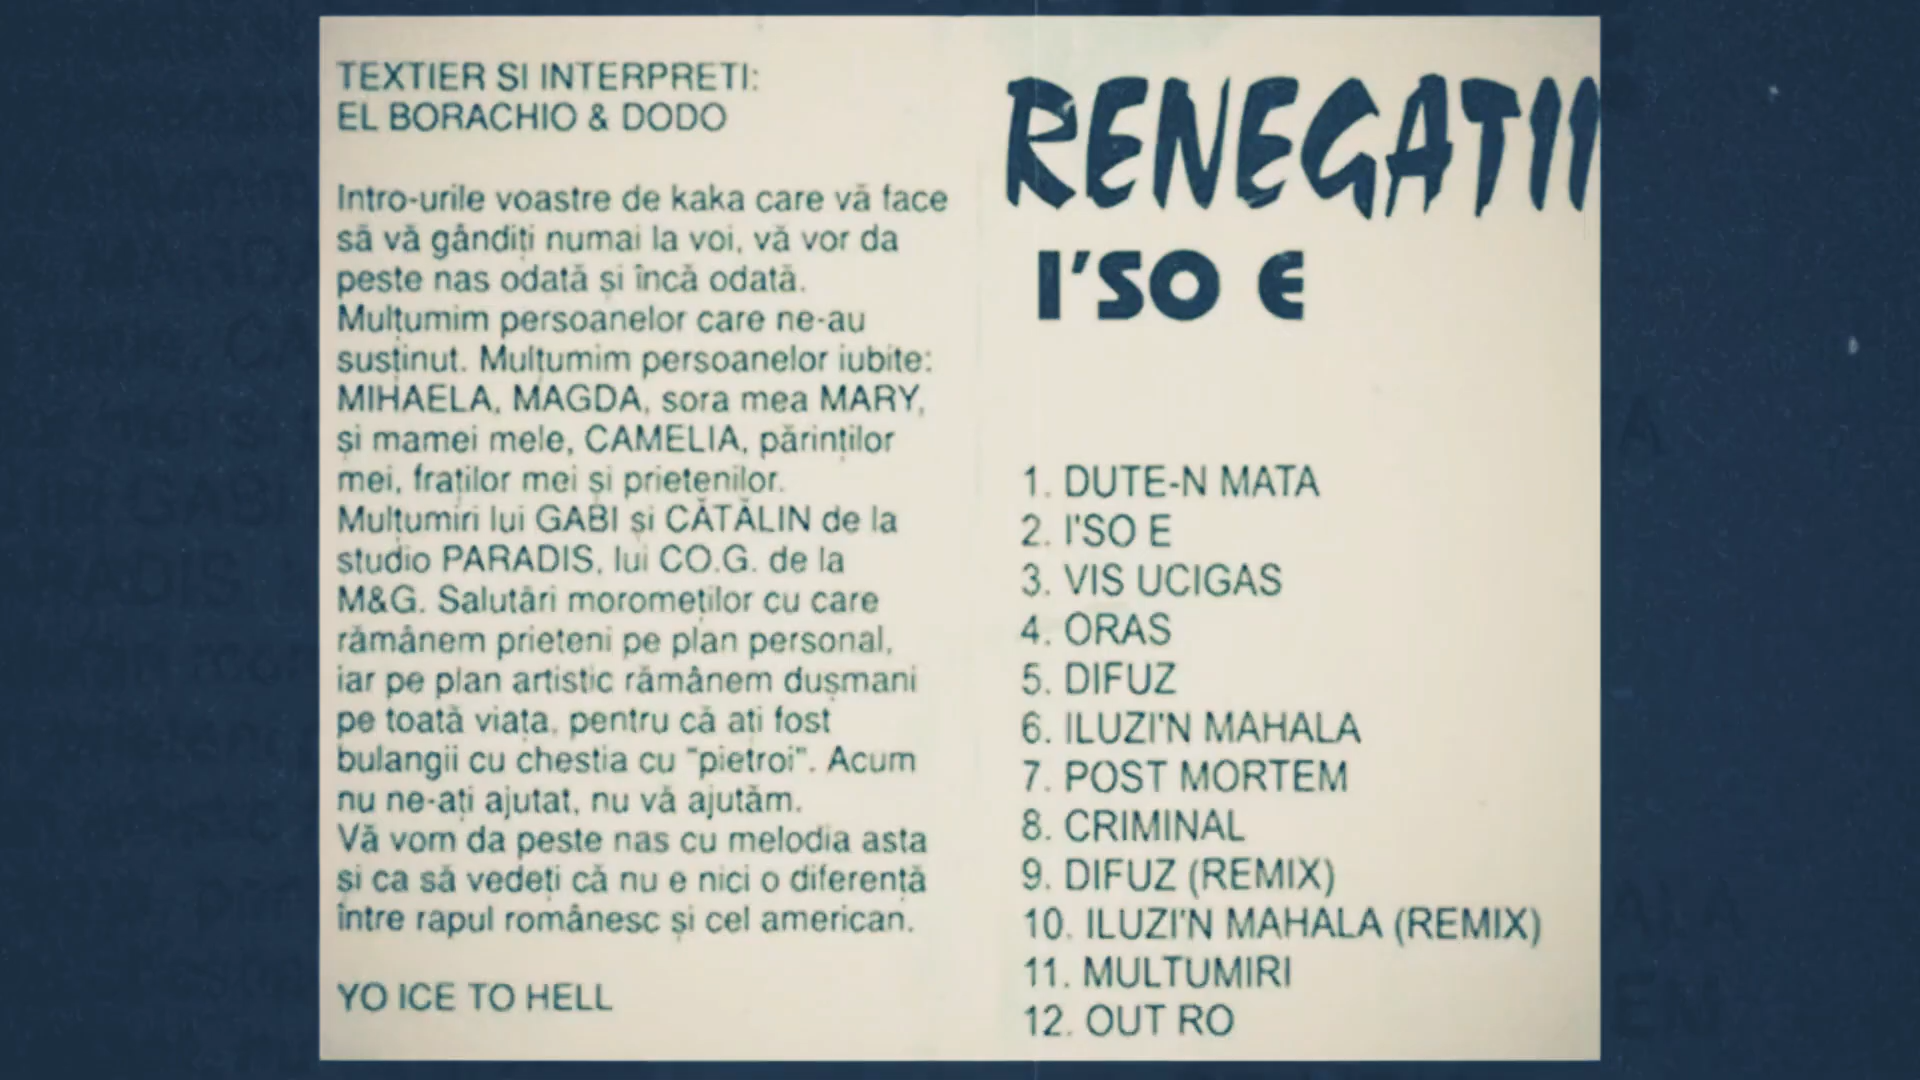 TEXTIER SI INTERPRETI:
EL BORACHIO & DODO
Intro-urile voastre de kaka care vă face
să vă gândiți numai la voi, vă vor da
peste nas odată și încă odată.
Mulțumim persoanelor care ne-au
susținut. Mulțumim persoanelor iubite:
MIHAELA, MAGDA, sora mea MARY,
și mamei mele, CAMELIA, părinților
mei, fraților mei și prietenilor.
Mulțumiri lui GABI și CĂTĂLIN de la
studio PARADIS, lui CO.G. de la
M&G. Salutări moromeților cu care
rămânem prieteni pe plan personal,
iar pe plan artistic rămânem dușmani
pe toată viața, pentru că ați fost
bulangii cu chestia cu "pietroi". Acum
nu ne-ați ajutat, nu vă ajutăm.
Vă vom da peste nas cu melodia asta
și ca să vedeți că nu e nici o diferență
între rapul românesc și cel american.
YO ICE TO HELL
RENEGATII
I'SO E
1. DUTE-N MATA
2. I'SO E
3. VIS UCIGAS
4. ORAS
5. DIFUZ
6. ILUZI'N MAHALA
7. POST MORTEM
8. CRIMINAL
9. DIFUZ (REMIX)
10. ILUZI'N MAHALA (REMIX)
11. MULTUMIRI
12. OUT RO